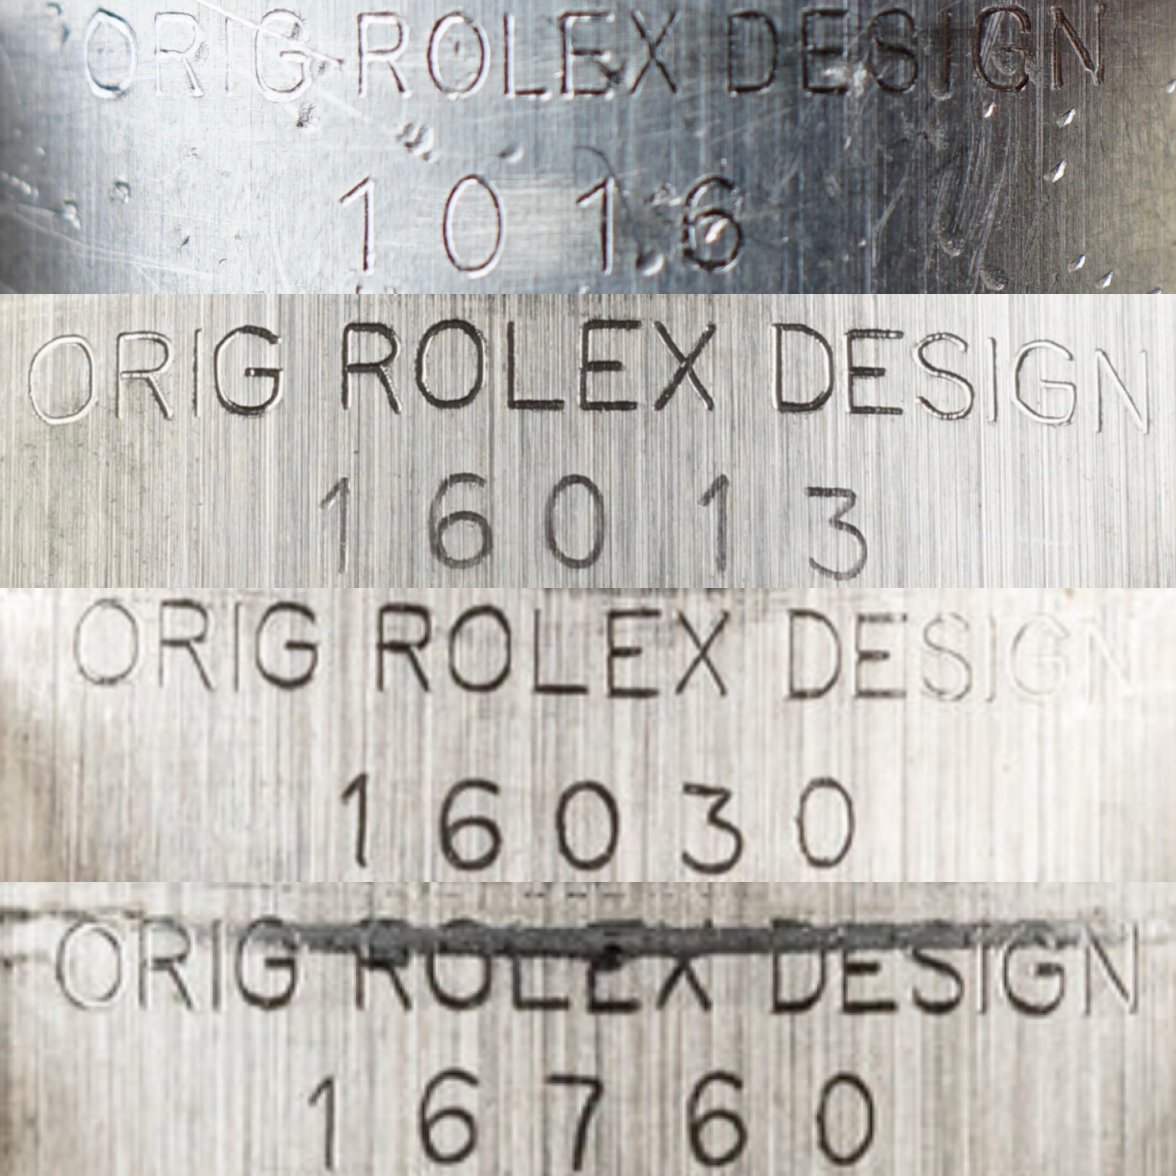 ORIG ROLEX DESIGN
1016
ORIG ROLEX DESIGN
16013
ORIG ROLEX DESIGN
16030
ORIG ROLEX DESIGN
16760